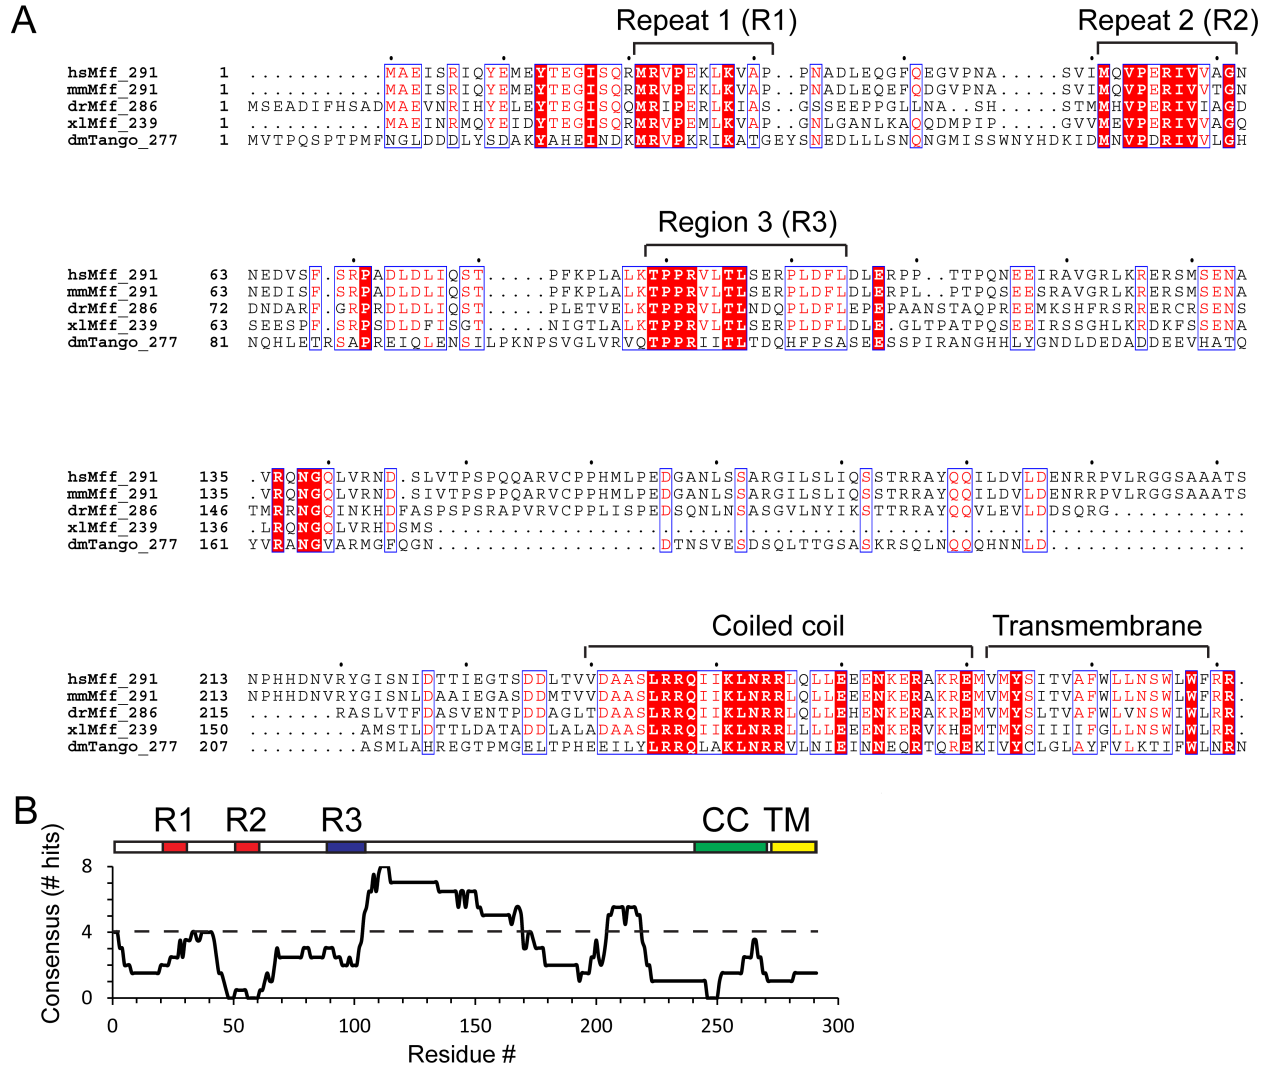 A
Repeat 1 (R1) Repeat 2 (R2)
hsMff_291 1 ...........MAEISRIQYEMEYTEGISQRMRVPEKLKVAP..PNADLEQGFQEGVPNA.....SVIMQVPERIVVAGN
mmMff_291 1 ...........MAEISRIQYEMEYTEGISQRMRVPEKLKVAP..PNADLEQGFQDGVPNA.....SVIMQVPERIVVTGN
drMff_286 1 MSEADIFHSADMAEVNRIHYELEYTEGISQQMRIPERLKIAS..GSSEEPPGLLNA..SH.....STMMHVPERIVIAGD
xlMff_239 1 ...........MAEINRMQYEIDYTEGISQRMRVPEMLKVAP..GNLGANLKAQQDMPIP.....GVVMEVPERIVVAGQ
dmTango_277 1 MVTPQSPTPMFNGLDDDLYSDAKYAHEINDKMRVPKRIKATGEYSNEDLLLSNQNGMISSWNYHDKIDMNVPDRIVVLGH
Region 3 (R3)
hsMff_291 63 NEDVSF.SRPADLDLIQST.....PFKPLALKTPPRVLTLSERPLDFLDLERPP..TTPQNEEIRAVGRLKRERSMSENA
mmMff_291 63 NEDISF.SRPADLDLIQST.....PFKPLALKTPPRVLTLSERPLDFLDLERPL..PTPQSEESRAVGRLKRERSMSENA
drMff_286 72 DNDARF.GRPRDLDLIQST.....PLETVELKTPPRVLTLNDQPLDFLEPEPAANSTAQPREEMKSHFRSRRERCRSENS
xlMff_239 63 SEESPF.SRPSDLDFISGT.....NIGTLALKTPPRVLTLSERPLDFLDLE.GLTPATPQSEEIRSSGHLKRDKFSSENA
dmTango_277 81 NQHLETRSAPREIQLENSILPKNPSVGLVRVQTPPRIITLTDQHFPSASEESSPIRANGHHLYGNDLDEDADDEEVHATQ
hsMff_291 135 .VRQNGQLVRND.SLVTPSPQQARVCPPHMLPEDGANLSSARGILSLIQSSTRRAYQQILDVLDENRRPVLRGGSAAATS
mmMff_291 135 .VRQNGQLVRND.SIVTPSPPQARVCPPHMLPEDGANLSSARGILSLIQSSTRRAYQQILDVLDENRRPVLRGGSAAATS
drMff_286 146 TMRRNGQINKHDFASPSPSRAPVRVCPPLISPEDSQNLNSASGVLNYIKSTTRRAYQQVLEVLDDSQRG...........
xlMff_239 136 .LRQNGQLVRHDSMS.................................................................
dmTango_277 161 YVRANGVARMGFQGN..................DTNSVESDSQLTTGSASKRSQLNQQQHNNLD................
Coiled coil Transmembrane
hsMff_291 213 NPHHDNVRYGISNIDTTIEGTSDDLTVVDAASLRRQIIKLNRRLQLLEEENKERAKREMVMYSITVAFWLLNSWLWFRR.
mmMff_291 213 NPHHDNVRYGISNIDAAIEGASDDMTVVDAASLRRQIIKLNRRLQLLEEENKERAKREMVMYSITVAFWLLNSWLWFRR.
drMff_286 215 .......RASLVTFDASVENTPDDAGLTDAASLRRQIIKLNRRLQLLEHENKERAKREMVMYSLTVAFWLVNSWIWLRR.
xlMff_239 150 .........AMSTLDTTLDATADDLALADAASLRRQIIKLNRRLLLLEEENKERVKHEMTMYSIIIIFGLLNSWLWFRR.
dmTango_277 207 .........ASMLAHREGTPMGELTPHEEILYLRRQLAKLNRRVLNIEINNEQRTQREKIVYCLGLAYFVLKTIFWLNRN
B
R1 R2 R3 CC TM
Consensus (# hits)
8
4
0
0 50 100 150 200 250 300
Residue #